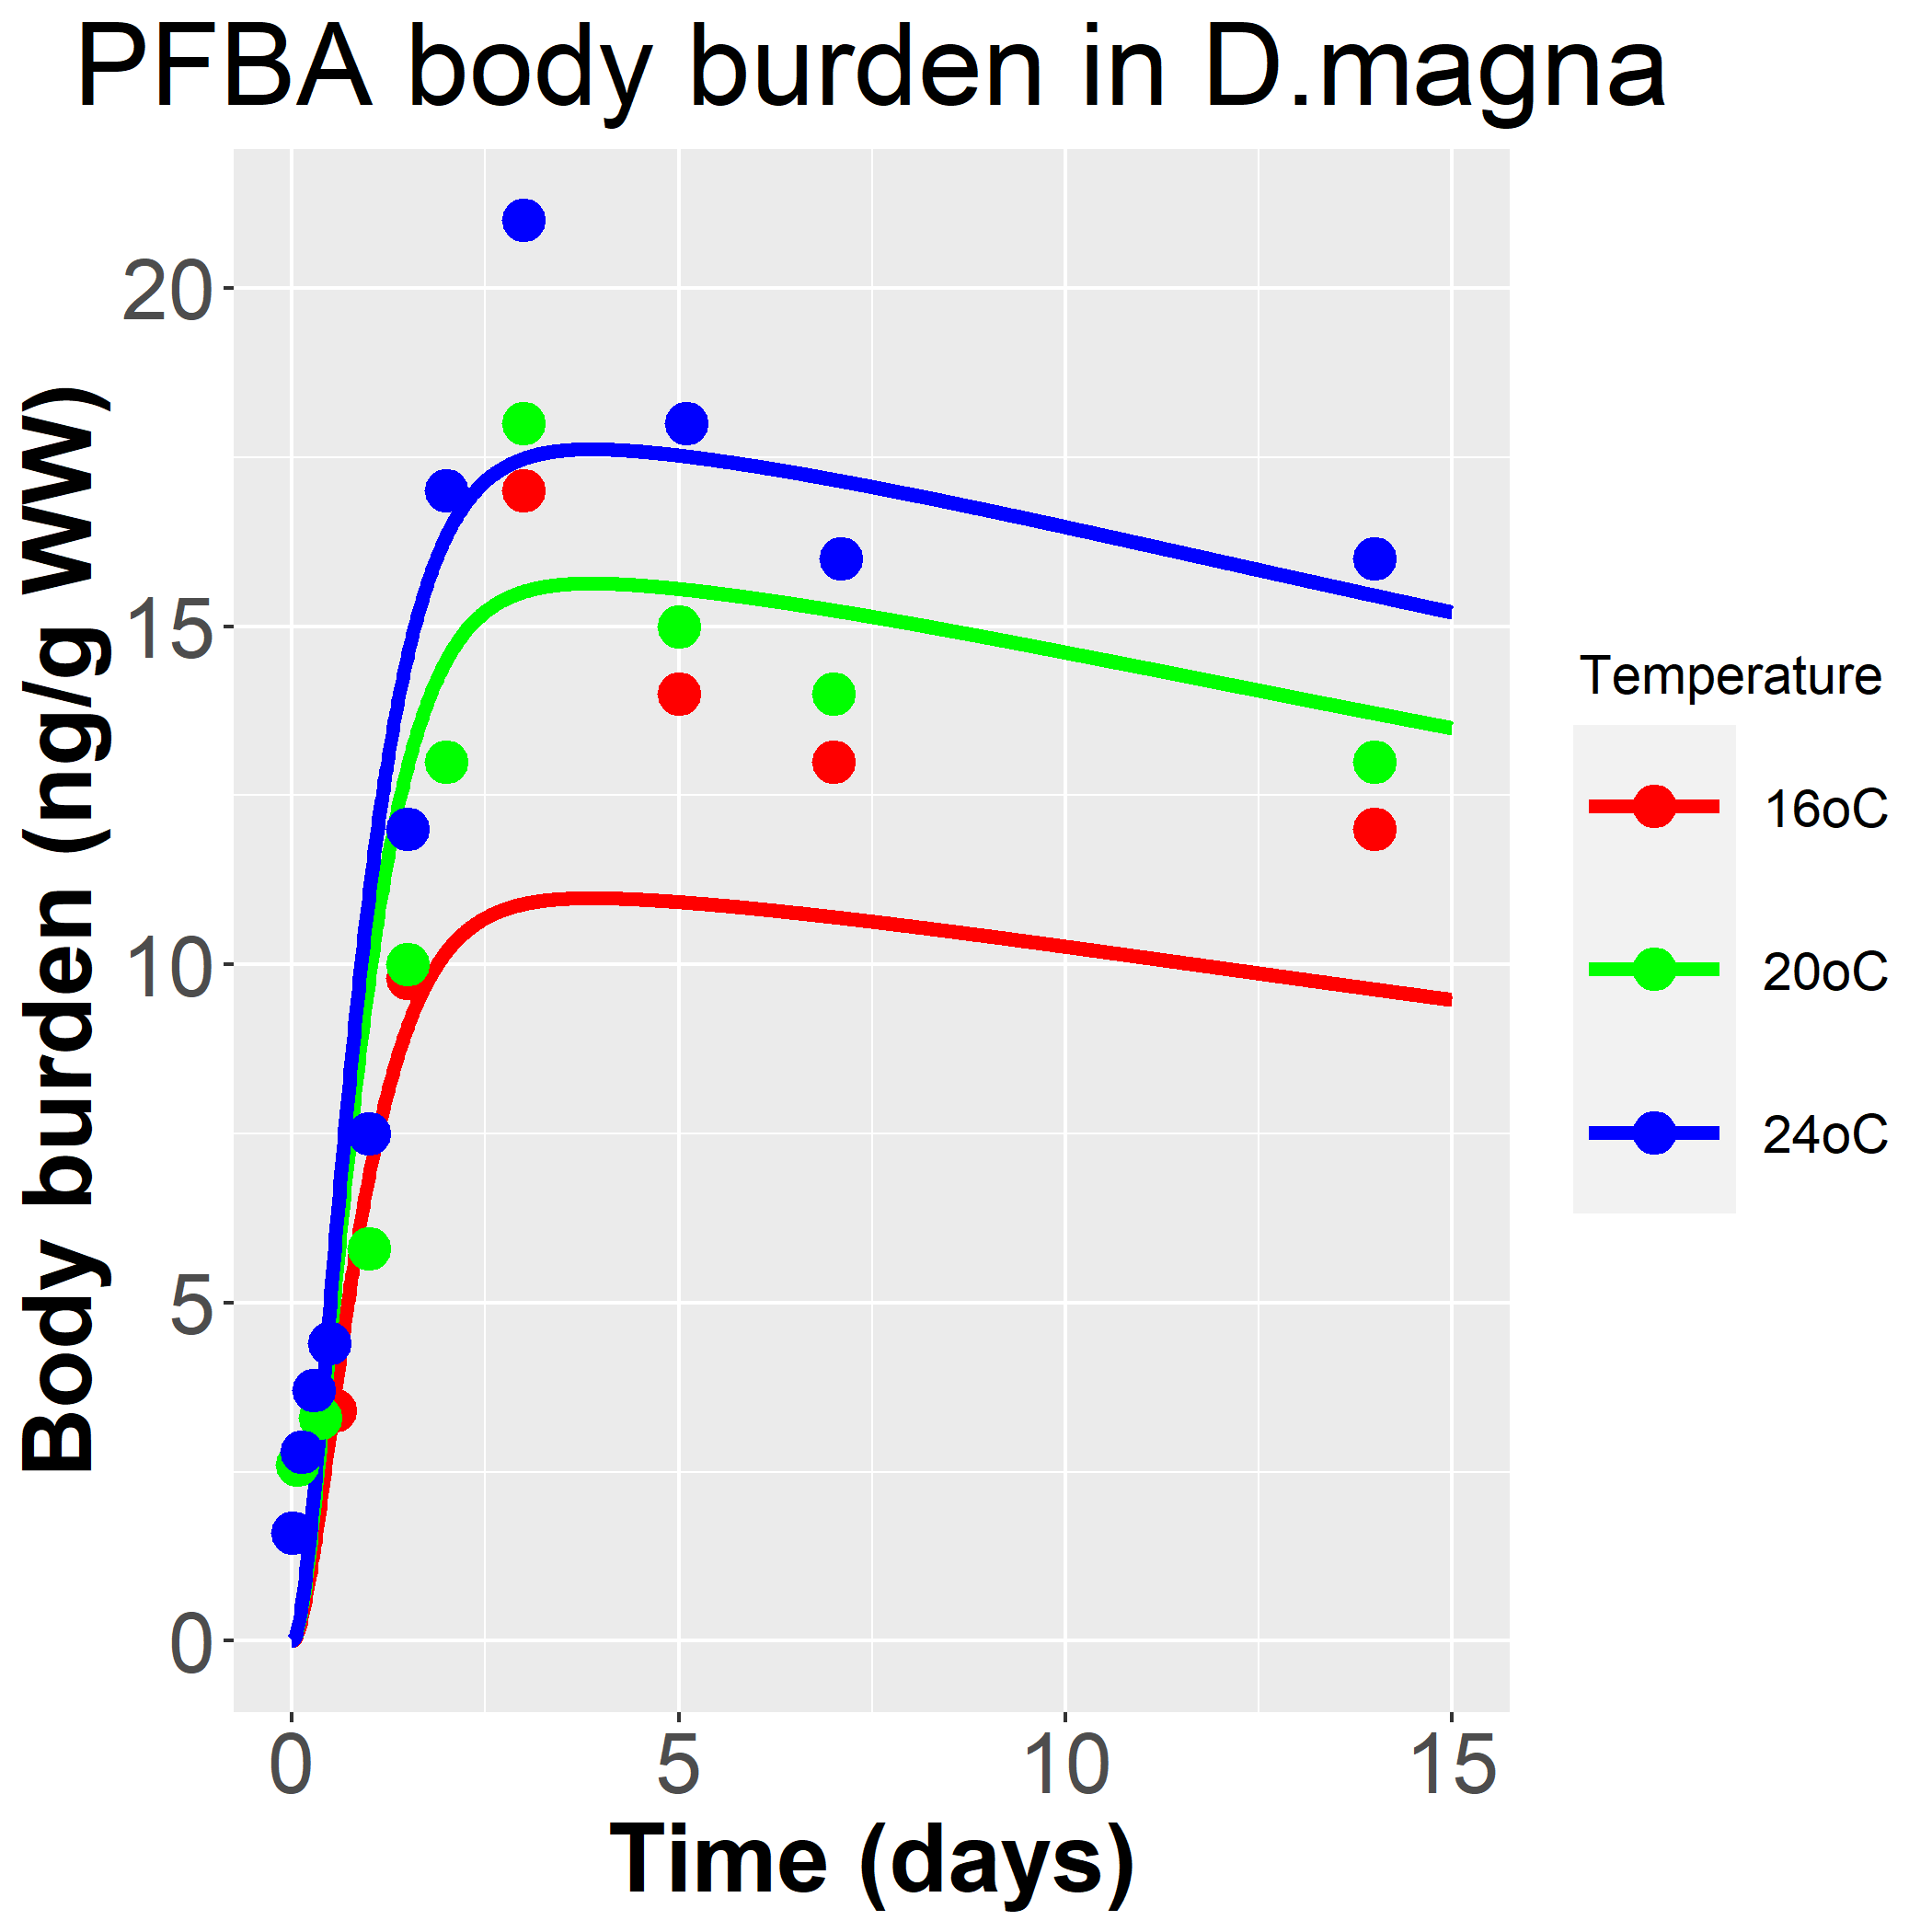 PFBA body burden in D.magna
Body burden (ng/g WW)
20
15
10
5
0
0 5 10 15
Time (days)
Temperature
16oC
20oC
24oC